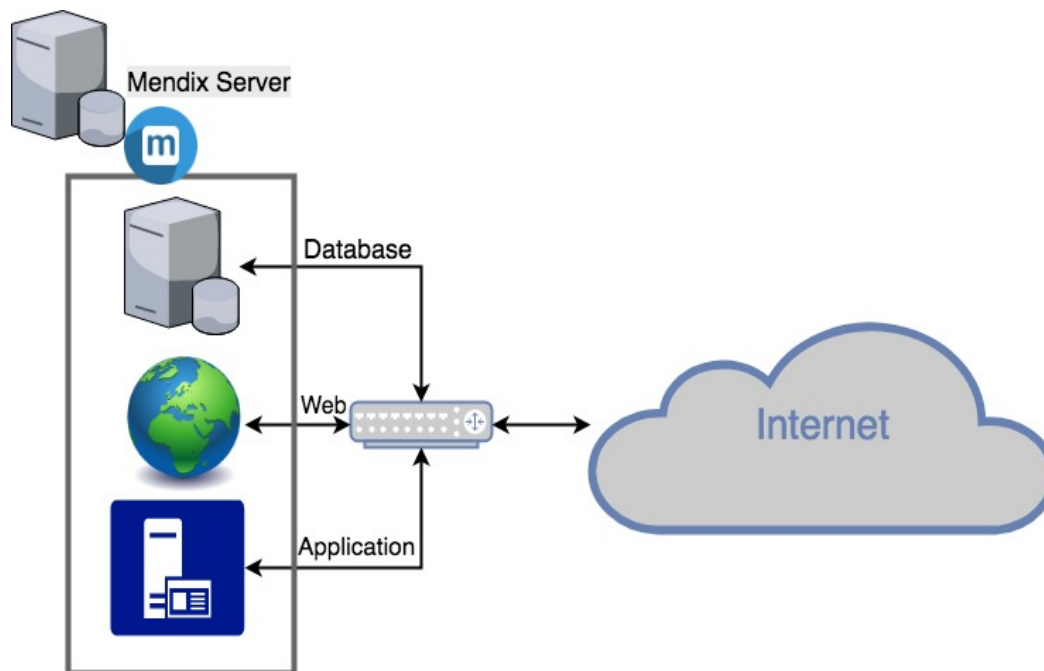 Mendix Server
m
Database
Web
Internet
Application